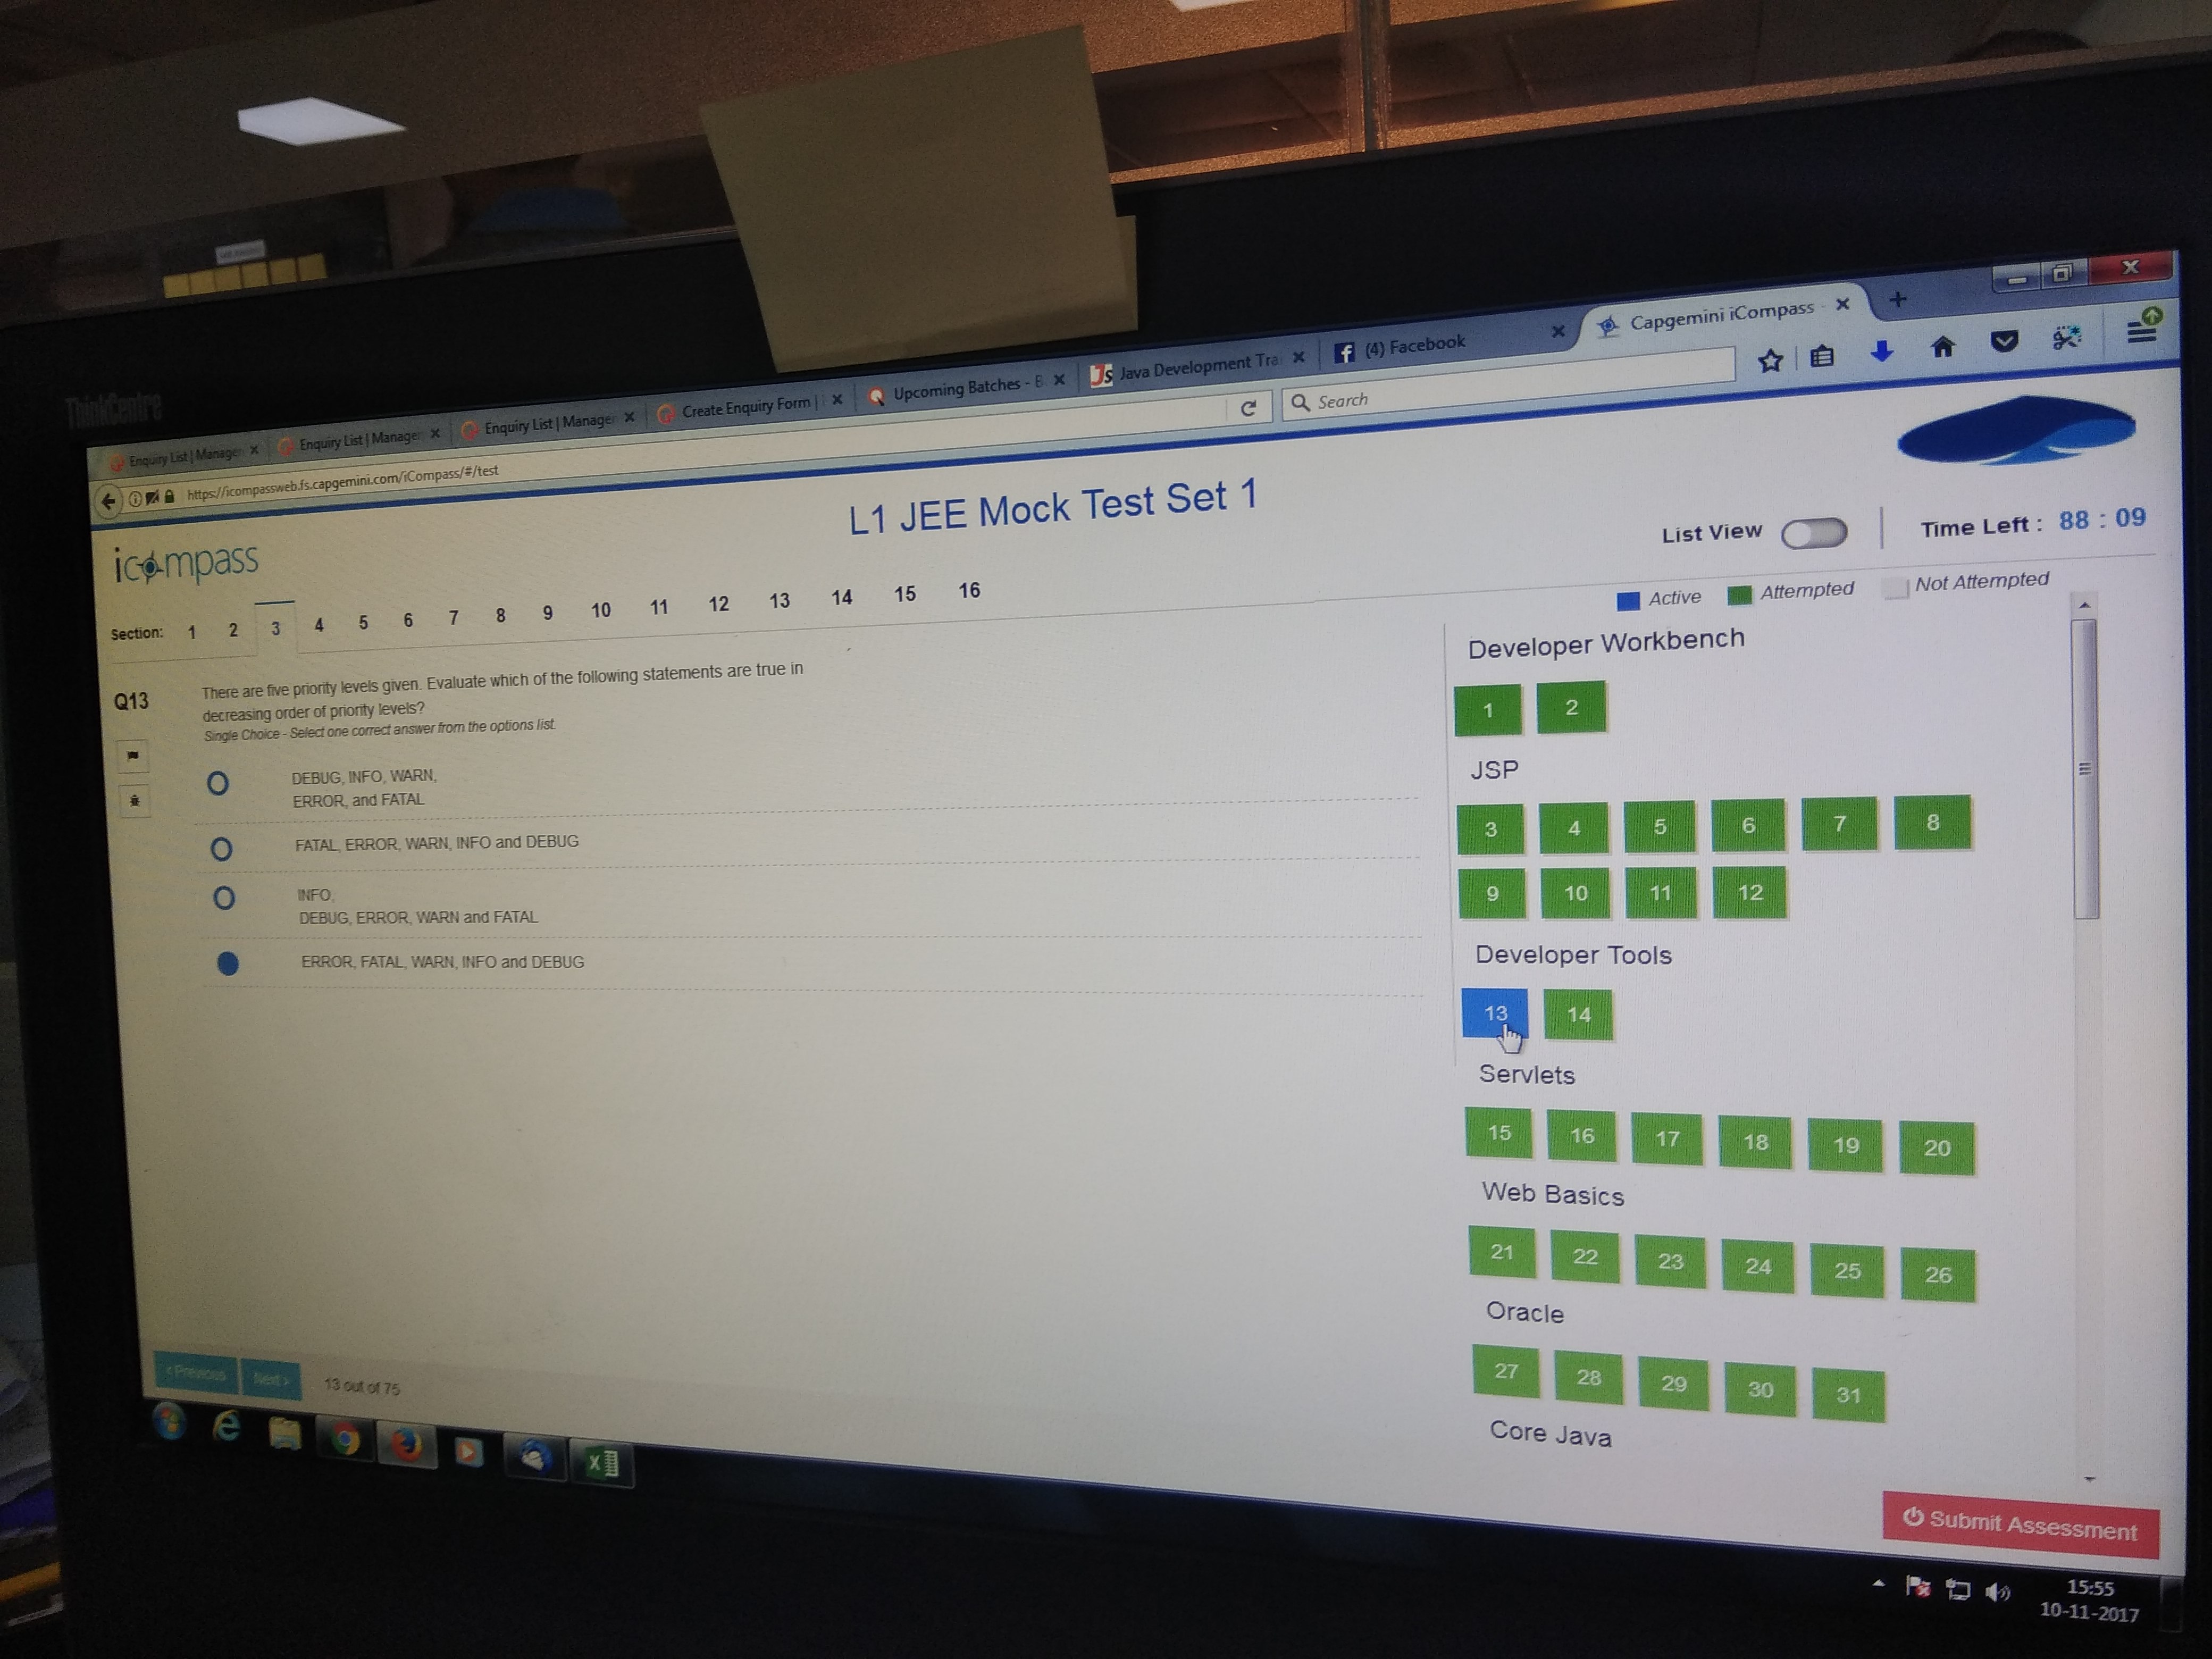 ThinkCentre
Enquiry List | Manage
Enquiry List | Manage
Enquiry List | Manage
Create Enquiry Form |
Upcoming Batches - B
Java Development Tra
(4) Facebook
Capgemini iCompass -
https://icompassweb.fs.capgemini.com/iCompass/#/test
Search
L1 JEE Mock Test Set 1
icompass
List View
Time Left : 88 : 09
Section: 1 2 3 4 5 6 7 8 9 10 11 12 13 14 15 16
Active Attempted Not Attempted
Q13
There are five priority levels given. Evaluate which of the following statements are true in
decreasing order of priority levels?
Single Choice - Select one correct answer from the options list.
DEBUG, INFO, WARN,
ERROR, and FATAL
FATAL, ERROR, WARN, INFO and DEBUG
INFO,
DEBUG, ERROR, WARN and FATAL
ERROR, FATAL, WARN, INFO and DEBUG
Developer Workbench
1 2
JSP
3 4 5 6 7 8
9 10 11 12
Developer Tools
13 14
Servlets
15 16 17 18 19 20
Web Basics
21 22 23 24 25 26
Oracle
27 28 29 30 31
Core Java
< Previous Next >
13 out of 75
Submit Assessment
15:55
10-11-2017